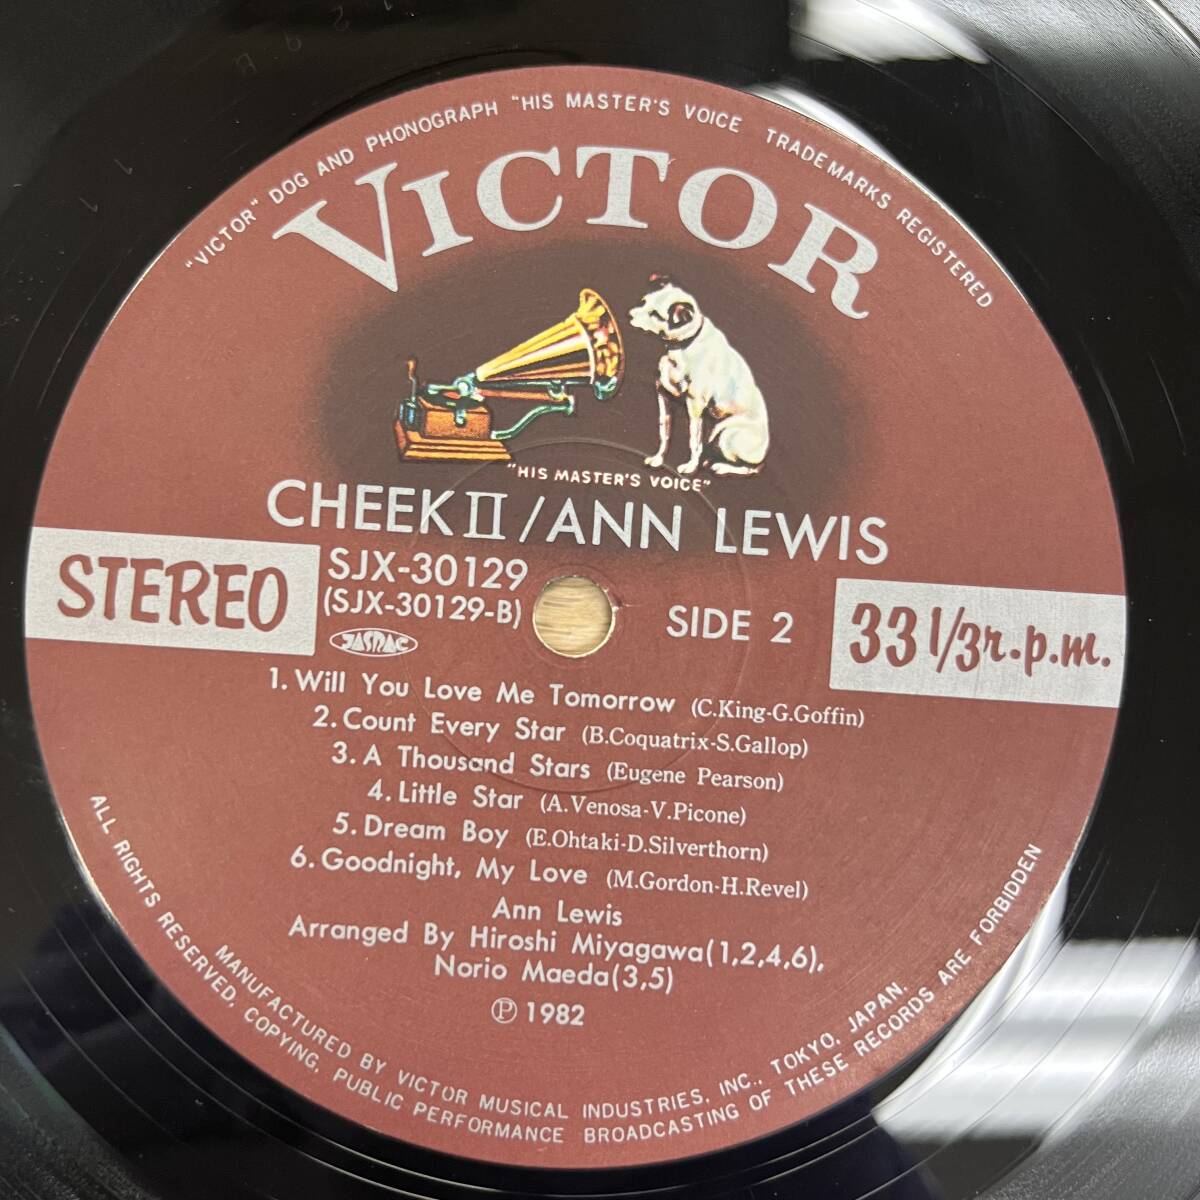 "VICTOR" DOG AND PHONOGRAPH "HIS MASTER'S VOICE TRADE MARKS REGISTERED
VICTOR
"HIS MASTER'S VOICE"
CHEEK II / ANN LEWIS
STEREO
SJX-30129
(SJX-30129-B)
JASRAC
SIDE 2
33 1/3 r.p.m.
1. Will You Love Me Tomorrow (C.King-G.Goffin)
2. Count Every Star (B.Coquatrix-S.Gallop)
3. A Thousand Stars (Eugene Pearson)
4. Little Star (A.Venosa-V.Picone)
5. Dream Boy (E.Ohtaki-D.Silverthorn)
6. Goodnight, My Love (M.Gordon-H.Revel)
Ann Lewis
Arranged By Hiroshi Miyagawa(1,2,4,6),
Norio Maeda(3,5)
Ⓟ 1982
MANUFACTURED BY VICTOR MUSICAL INDUSTRIES, INC., TOKYO, JAPAN.
ALL RIGHTS RESERVED, COPYING, PUBLIC PERFORMANCE BROADCASTING OF THESE RECORDS ARE FORBIDDEN